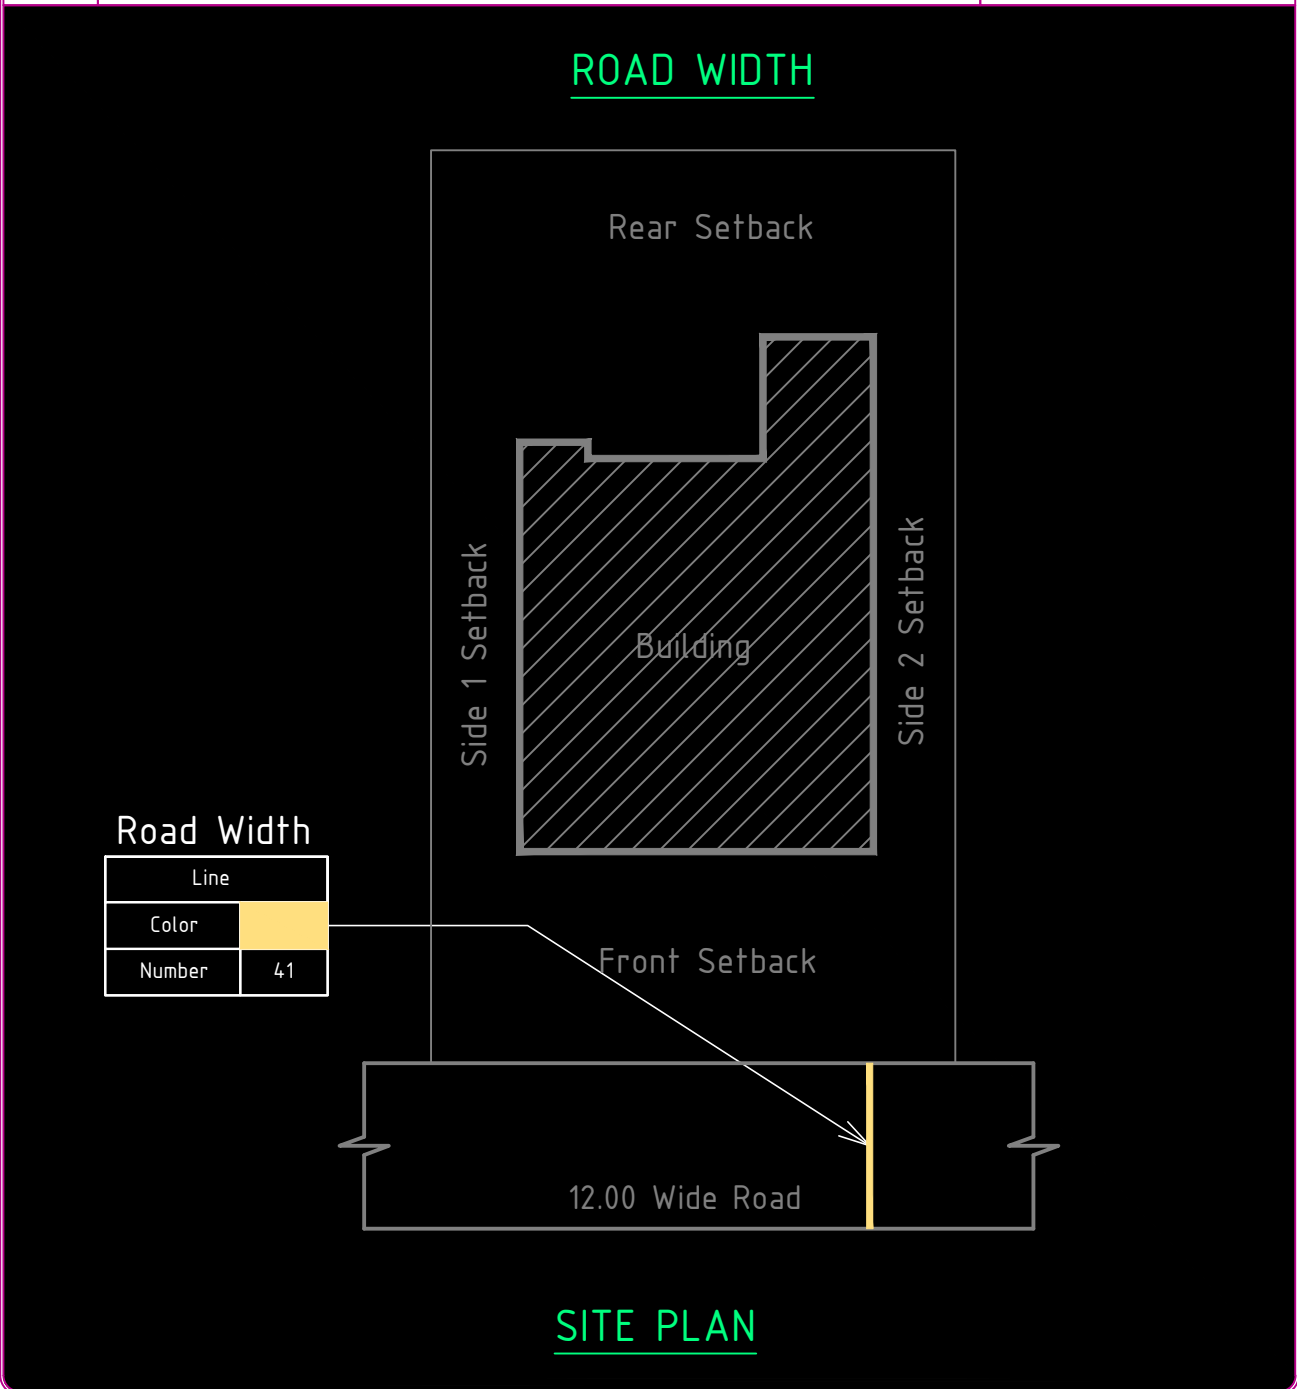 ROAD WIDTH
Rear Setback
Side 1 Setback
Side 2 Setback
Building
Road Width
Line
Color
Number 41
Front Setback
12.00 Wide Road
SITE PLAN